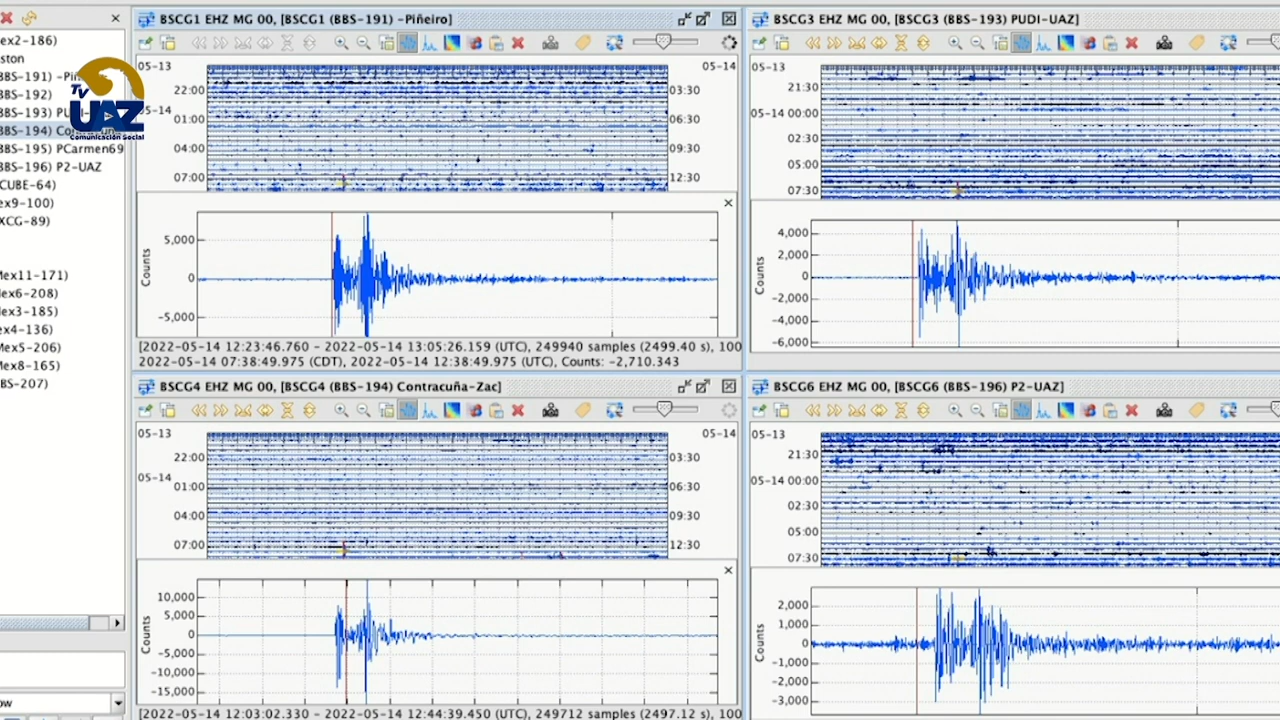 ex2-186)
ston
BBS-191) -Pi
BBS-192)
BBS-193) PU
BBS-194) Co
BBS-195) PCarmen69
BBS-196) P2-UAZ
CUBE-64)
ex9-100)
XCG-89)
Mex11-171)
ex6-208)
ex3-185)
ex4-136)
Mex5-206)
Mex8-165)
BS-207)
ow
Tv
UAZ
Comunicación Social
BSCG1 EHZ MG 00, [BSCG1 (BBS-191) -Piñeiro]
05-13
05-14
22:00
03:30
05-14
01:00
06:30
04:00
09:30
07:00
12:30
Counts
5,000
0
-5,000
[2022-05-14 12:23:46.760 - 2022-05-14 13:05:26.159 (UTC), 249940 samples (2499.40 s), 100
2022-05-14 07:38:49.975 (CDT), 2022-05-14 12:38:49.975 (UTC), Counts: -2,710.343
BSCG3 EHZ MG 00, [BSCG3 (BBS-193) PUDI-UAZ]
05-13
21:30
05-14 00:00
02:30
05:00
07:30
Counts
4,000
2,000
0
-2,000
-4,000
-6,000
BSCG4 EHZ MG 00, [BSCG4 (BBS-194) Contracuña-Zac]
05-13
05-14
22:00
03:30
05-14
01:00
06:30
04:00
09:30
07:00
12:30
Counts
10,000
5,000
0
-5,000
-10,000
-15,000
[2022-05-14 12:03:02.330 - 2022-05-14 12:44:39.450 (UTC), 249712 samples (2497.12 s), 100
BSCG6 EHZ MG 00, [BSCG6 (BBS-196) P2-UAZ]
05-13
21:30
05-14 00:00
02:30
05:00
07:30
Counts
2,000
0
-1,000
-2,000
-3,000